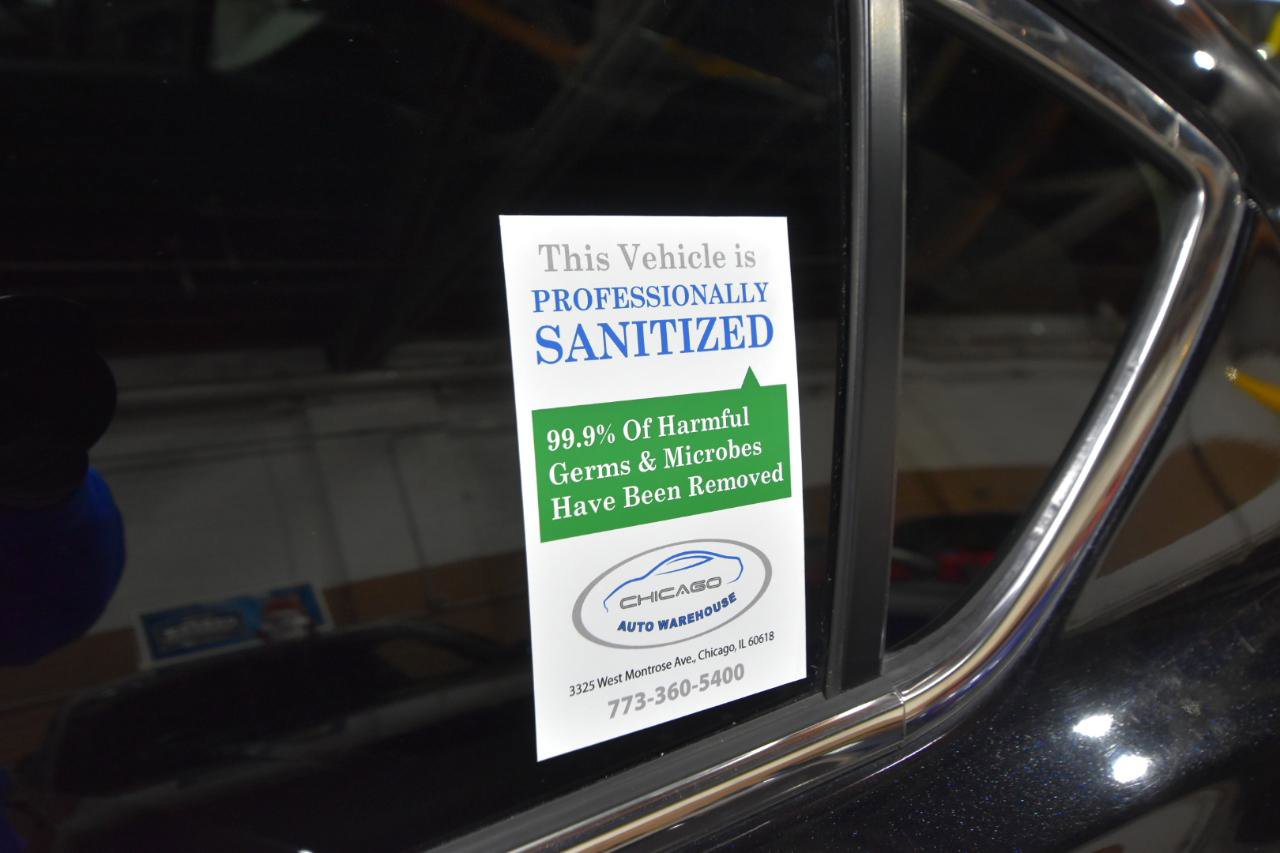 This Vehicle is
PROFESSIONALLY
SANITIZED
99.9% Of Harmful
Germs & Microbes
Have Been Removed
CHICAGO
AUTO WAREHOUSE
3325 West Montrose Ave., Chicago, IL 60618
773-360-5400